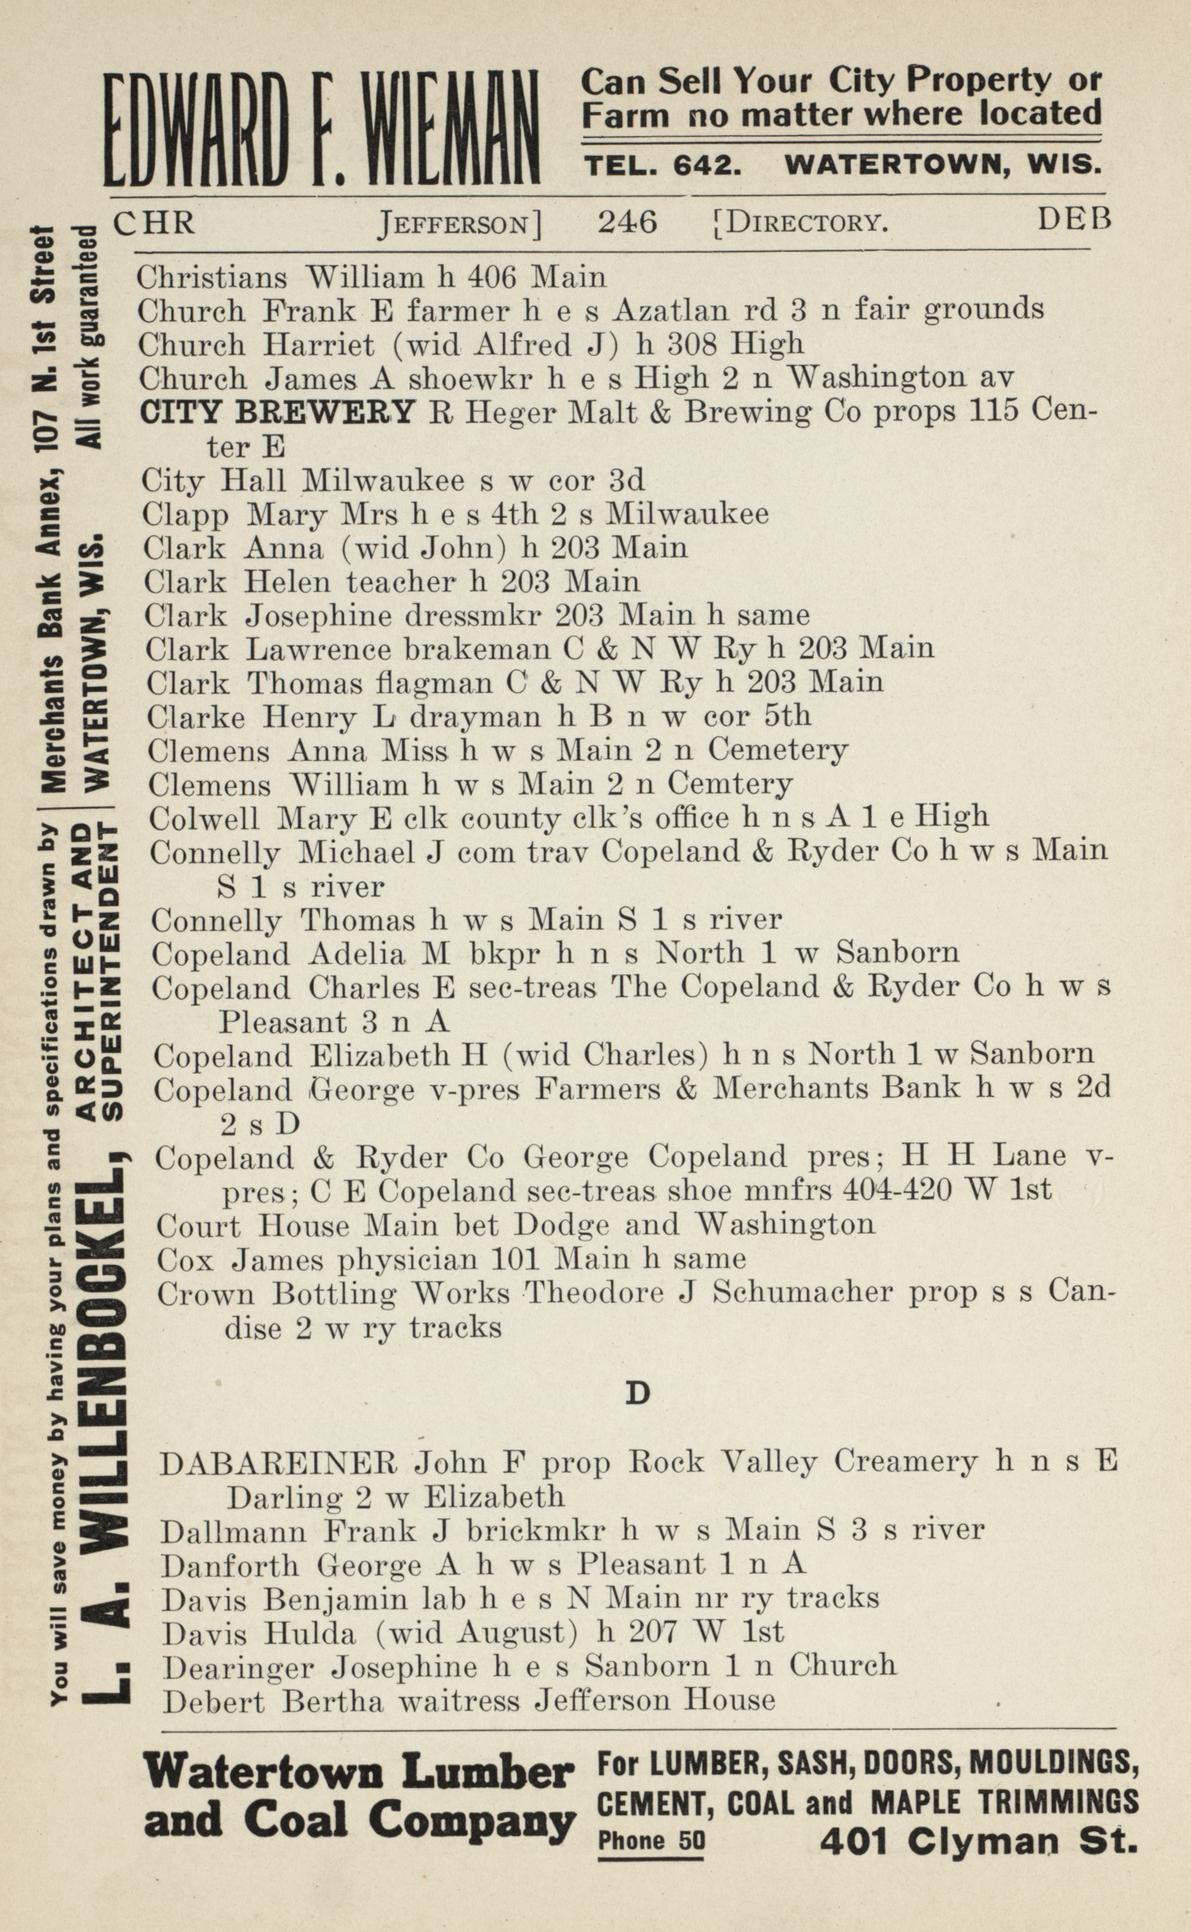 EDWARD F. WIEMAN
Can Sell Your City Property or
Farm no matter where located
TEL. 642. WATERTOWN, WIS.
CHR JEFFERSON] 246 [DIRECTORY. DEB
Christians William h 406 Main
Church Frank E farmer h e s Azatlan rd 3 n fair grounds
Church Harriet (wid Alfred J) h 308 High
Church James A shoewkr h e s High 2 n Washington av
CITY BREWERY R Heger Malt & Brewing Co props 115 Cen-
ter E
City Hall Milwaukee s w cor 3d
Clapp Mary Mrs h e s 4th 2 s Milwaukee
Clark Anna (wid John) h 203 Main
Clark Helen teacher h 203 Main
Clark Josephine dressmkr 203 Main h same
Clark Lawrence brakeman C & N W Ry h 203 Main
Clark Thomas flagman C & N W Ry h 203 Main
Clarke Henry L drayman h B n w cor 5th
Clemens Anna Miss h w s Main 2 n Cemetery
Clemens William h w s Main 2 n Cemtery
Colwell Mary E clk county clk's office h n s A 1 e High
Connelly Michael J com trav Copeland & Ryder Co h w s Main
S 1 s river
Connelly Thomas h w s Main S 1 s river
Copeland Adelia M bkpr h n s North 1 w Sanborn
Copeland Charles E sec-treas The Copeland & Ryder Co h w s
Pleasant 3 n A
Copeland Elizabeth H (wid Charles) h n s North 1 w Sanborn
Copeland George v-pres Farmers & Merchants Bank h w s 2d
2 s D
Copeland & Ryder Co George Copeland pres; H H Lane v-
pres; C E Copeland sec-treas shoe mnfrs 404-420 W 1st
Court House Main bet Dodge and Washington
Cox James physician 101 Main h same
Crown Bottling Works Theodore J Schumacher prop s s Can-
dise 2 w ry tracks
D
DABAREINER John F prop Rock Valley Creamery h n s E
Darling 2 w Elizabeth
Dallmann Frank J brickmkr h w s Main S 3 s river
Danforth George A h w s Pleasant 1 n A
Davis Benjamin lab h e s N Main nr ry tracks
Davis Hulda (wid August) h 207 W 1st
Dearinger Josephine h e s Sanborn 1 n Church
Debert Bertha waitress Jefferson House
You will save money by having your plans and specifications drawn by
L. A. WILLENBOCKEL,
ARCHITECT AND
SUPERINTENDENT
Merchants Bank Annex, 107 N. 1st Street
WATERTOWN, WIS. All work guaranteed
Watertown Lumber
and Coal Company
For LUMBER, SASH, DOORS, MOULDINGS,
CEMENT, COAL and MAPLE TRIMMINGS
Phone 50 401 Clyman St.